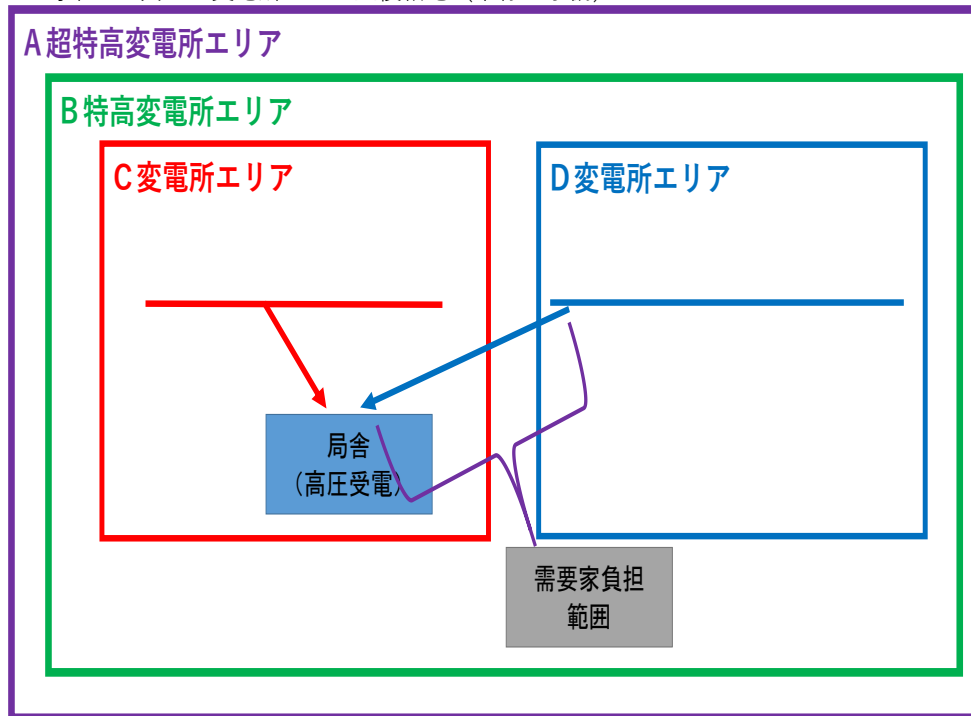 A超特高変電所エリア
B特高変電所エリア
C変電所エリア
D変電所エリア
局舎
（高圧受電）
需要家負担
範囲